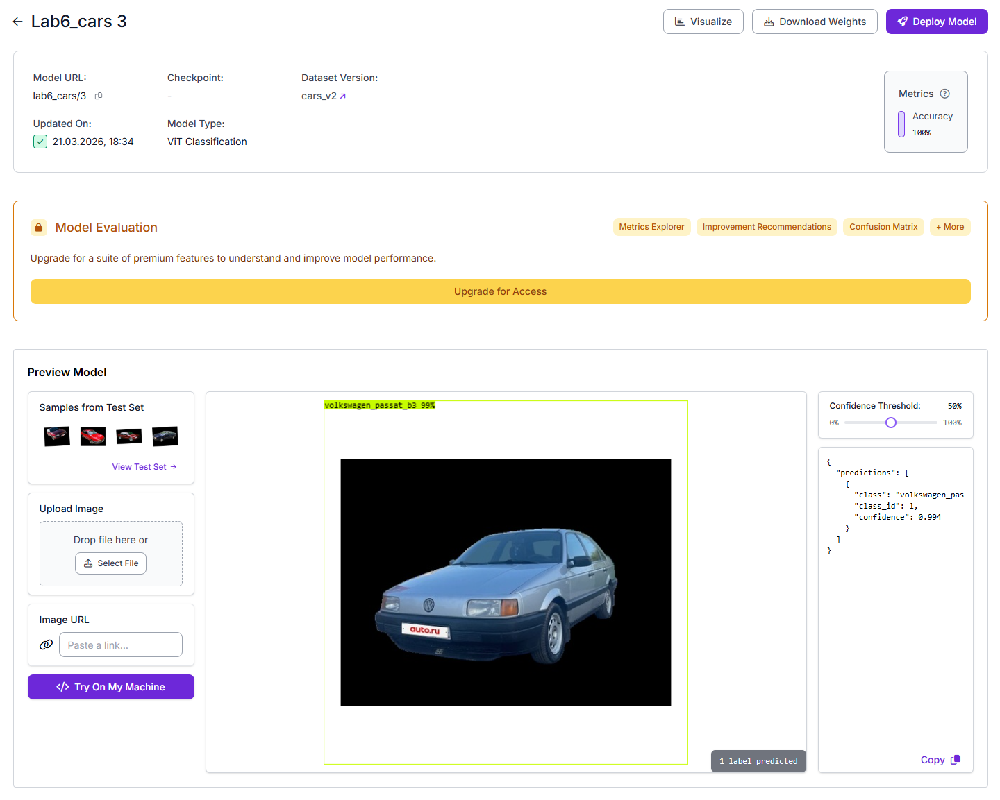 Lab6_cars 3
Visualize
Download Weights
Deploy Model
Model URL:
Checkpoint:
Dataset Version:
lab6_cars/3
-
cars_v2
Updated On:
Model Type:
21.03.2026, 18:34
ViT Classification
Metrics
Accuracy
100%
Model Evaluation
Metrics Explorer
Improvement Recommendations
Confusion Matrix
+ More
Upgrade for a suite of premium features to understand and improve model performance.
Upgrade for Access
Preview Model
Samples from Test Set
View Test Set →
Upload Image
Drop file here or
Select File
Image URL
Paste a link...
</> Try On My Machine
volkswagen_passat_b3 99%
auto.ru
1 label predicted
Confidence Threshold: 50%
0% 100%
{
"predictions": [
{
"class": "volkswagen_pas
"class_id": 1,
"confidence": 0.994
}
]
}
Copy